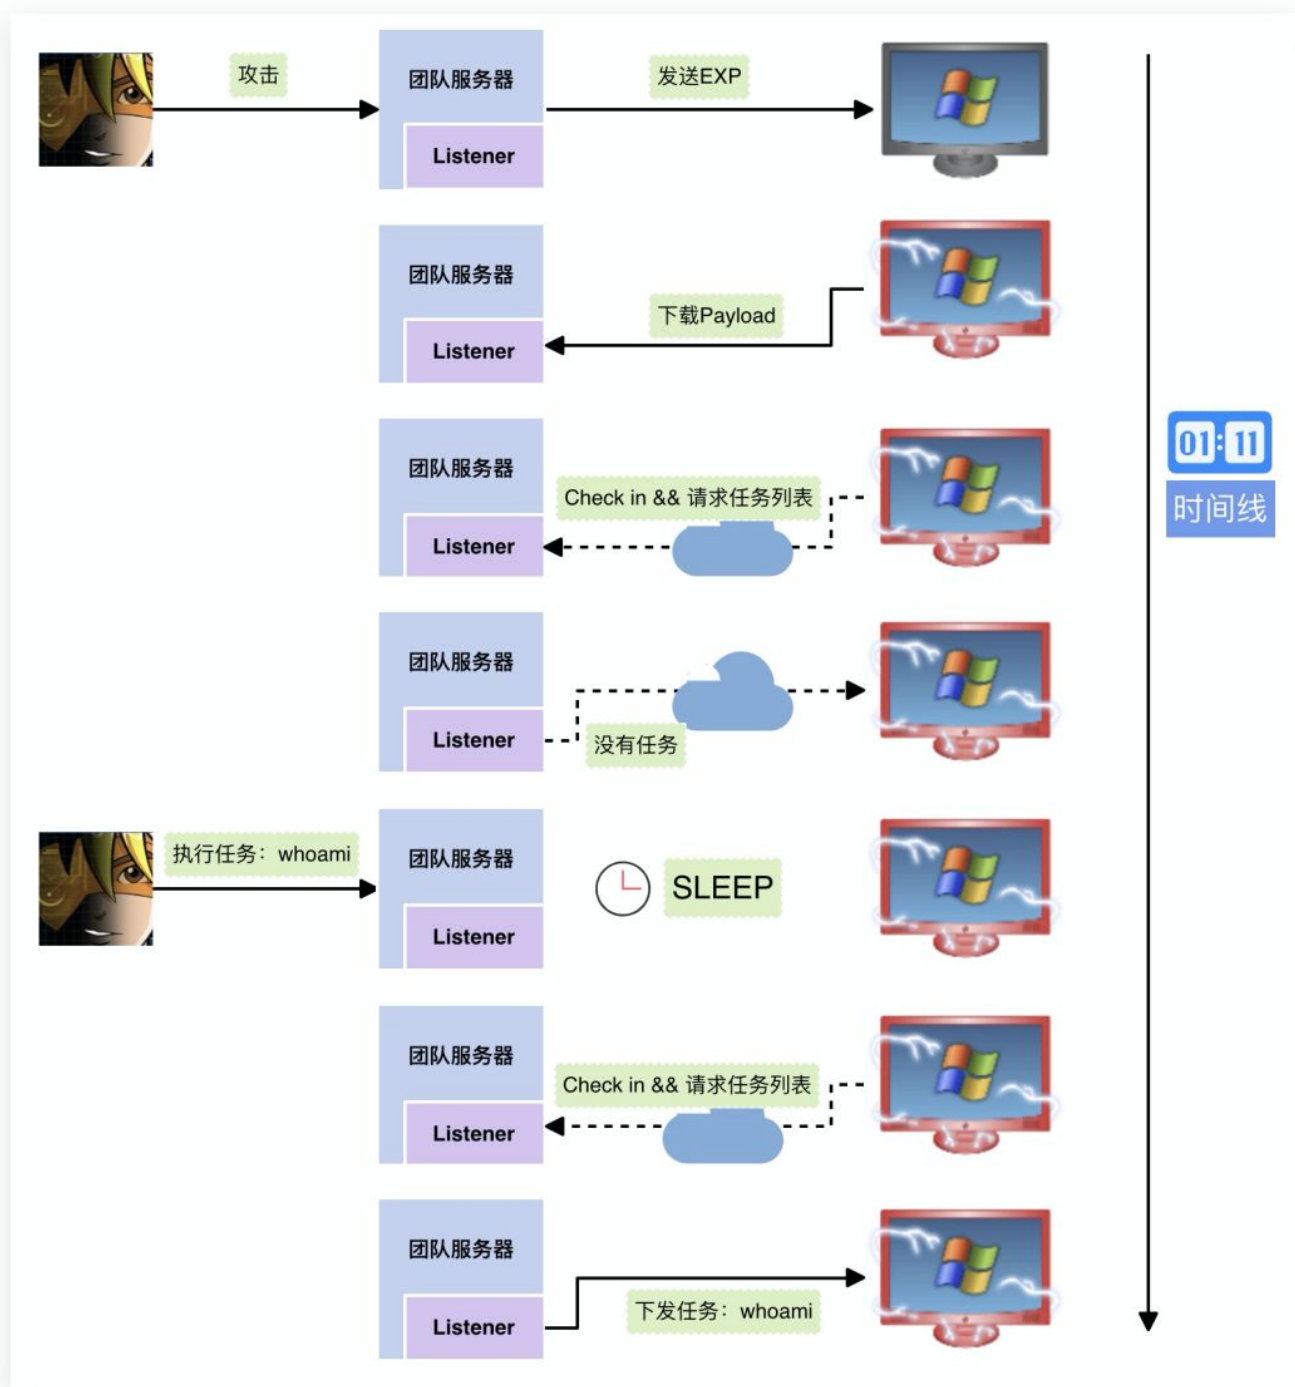 攻击
团队服务器
发送EXP
Listener
团队服务器
下载Payload
Listener
团队服务器
Check in && 请求任务列表
Listener
01:11
时间线
团队服务器
Listener
没有任务
执行任务：whoami
团队服务器
SLEEP
Listener
团队服务器
Check in && 请求任务列表
Listener
团队服务器
下发任务：whoami
Listener